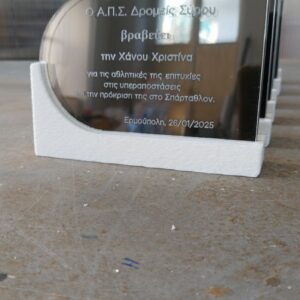 Ο Α.Π.Σ. Δρομείς Σύρου
βραβεύει
την Χάνου Χριστίνα
για τις αθλητικές της επιτυχίες
στις υπεραποστάσεις
την πρόκριση της στο Σπάρταθλον.
Ερμούπολη, 26/01/2025